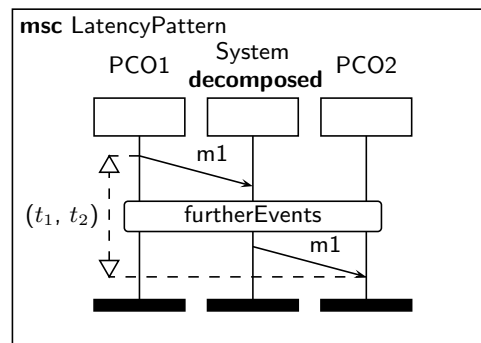 msc LatencyPattern
System
PCO1 decomposed PCO2
m1
(t₁, t₂)
furtherEvents
m1